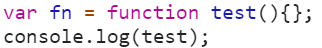 var fn = function test(){};
console.log(test);